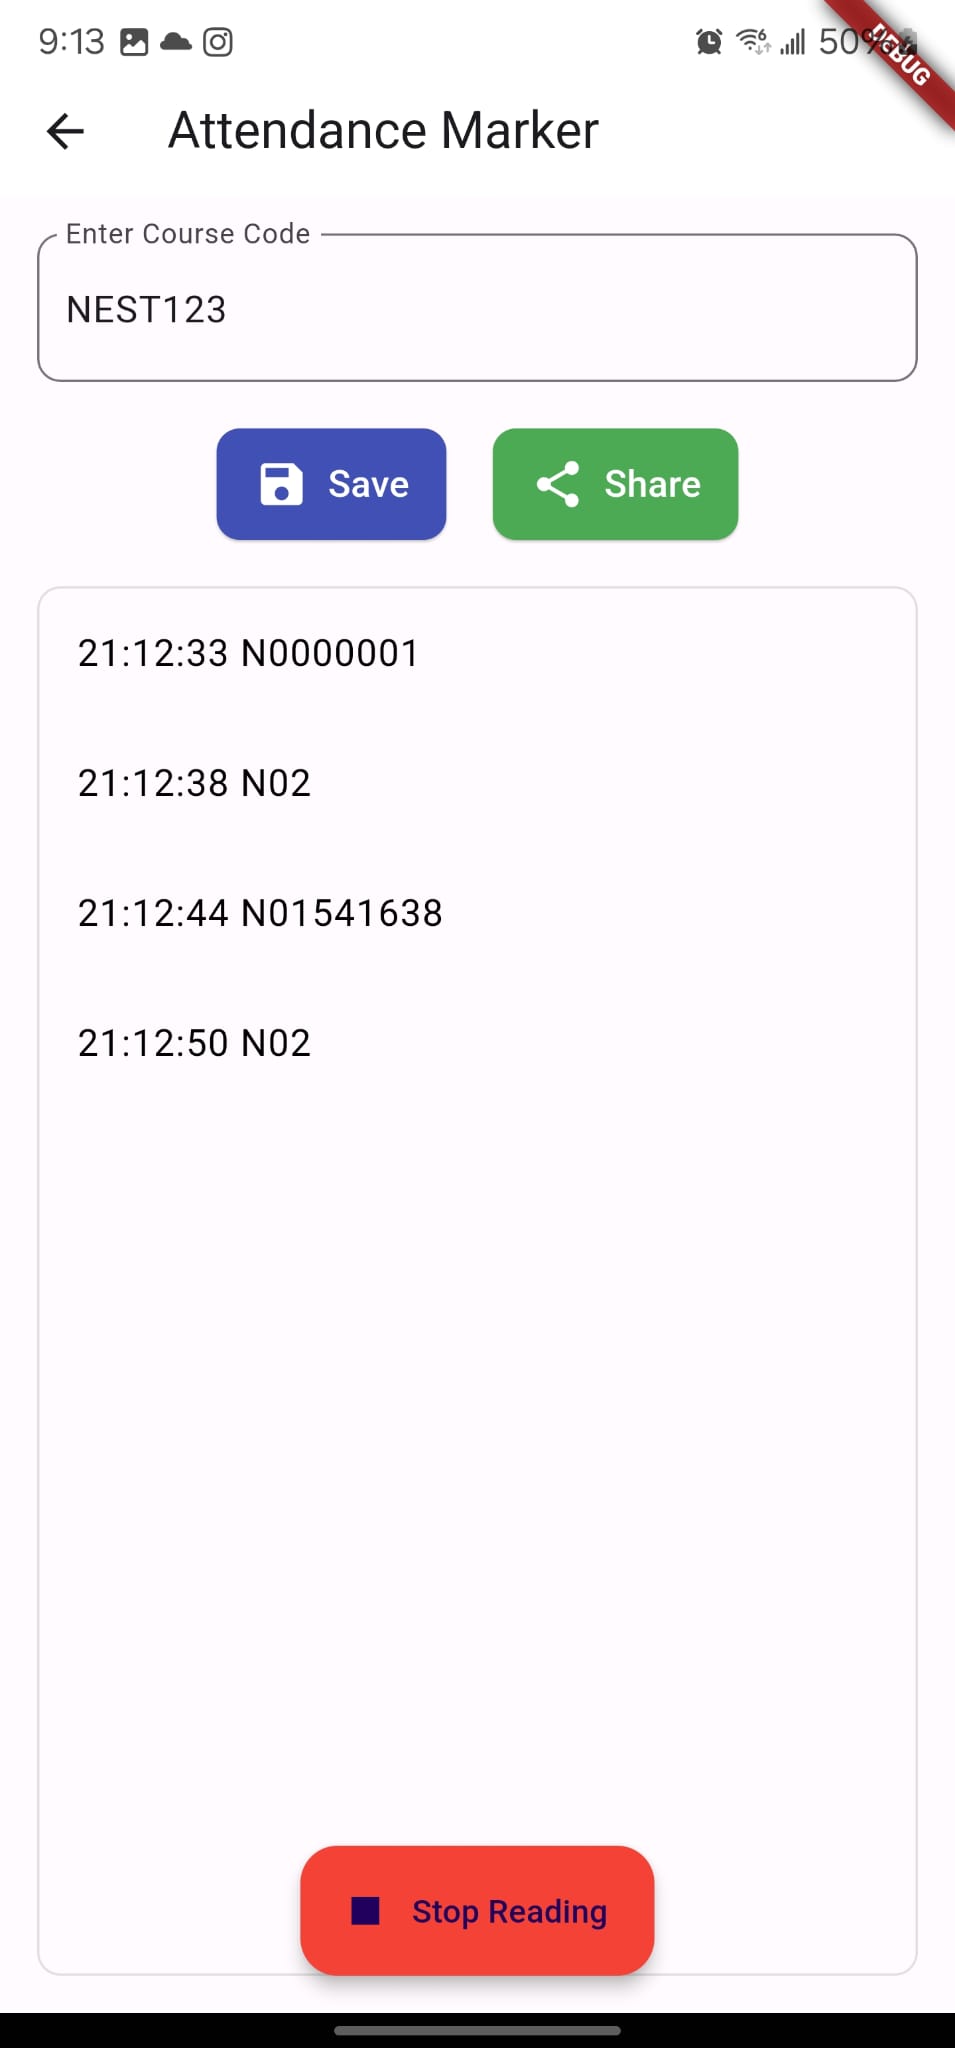 9:13
50%
DEBUG
Attendance Marker
Enter Course Code
NEST123
Save
Share
21:12:33 N0000001
21:12:38 N02
21:12:44 N01541638
21:12:50 N02
Stop Reading